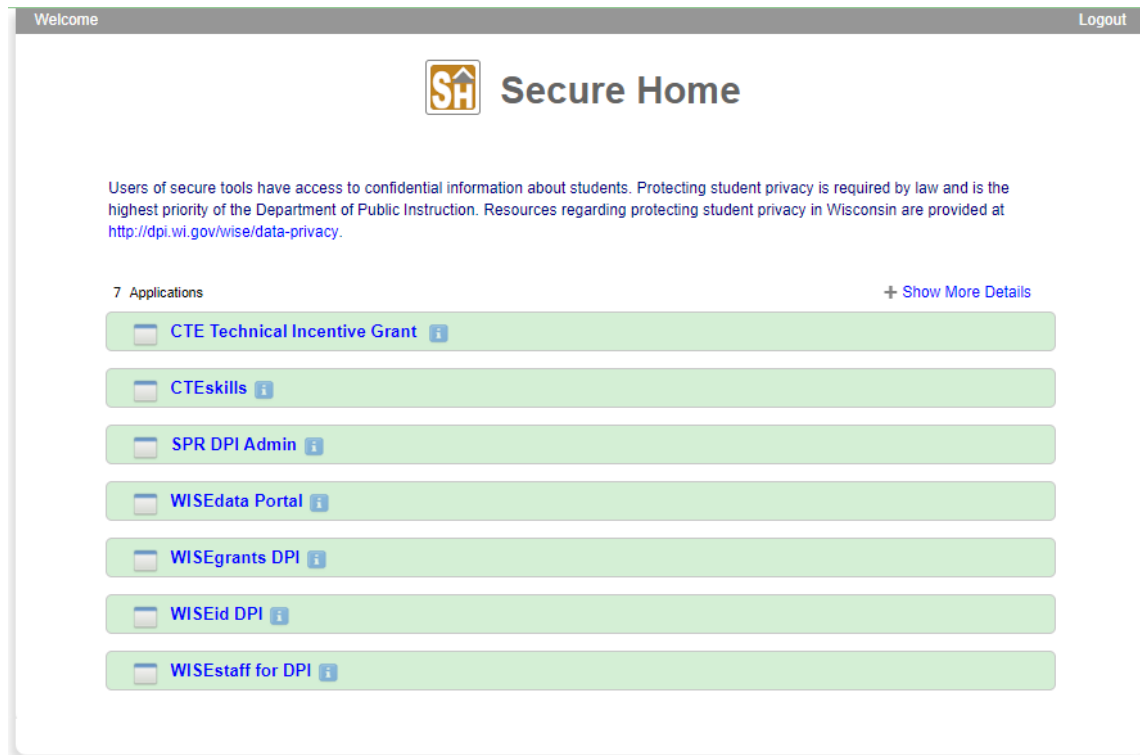 Welcome Logout
SH Secure Home
Users of secure tools have access to confidential information about students. Protecting student privacy is required by law and is the
highest priority of the Department of Public Instruction. Resources regarding protecting student privacy in Wisconsin are provided at
http://dpi.wi.gov/wise/data-privacy.
7 Applications + Show More Details
CTE Technical Incentive Grant i
CTEskills i
SPR DPI Admin i
WISEdata Portal i
WISEgrants DPI i
WISEid DPI i
WISEstaff for DPI i